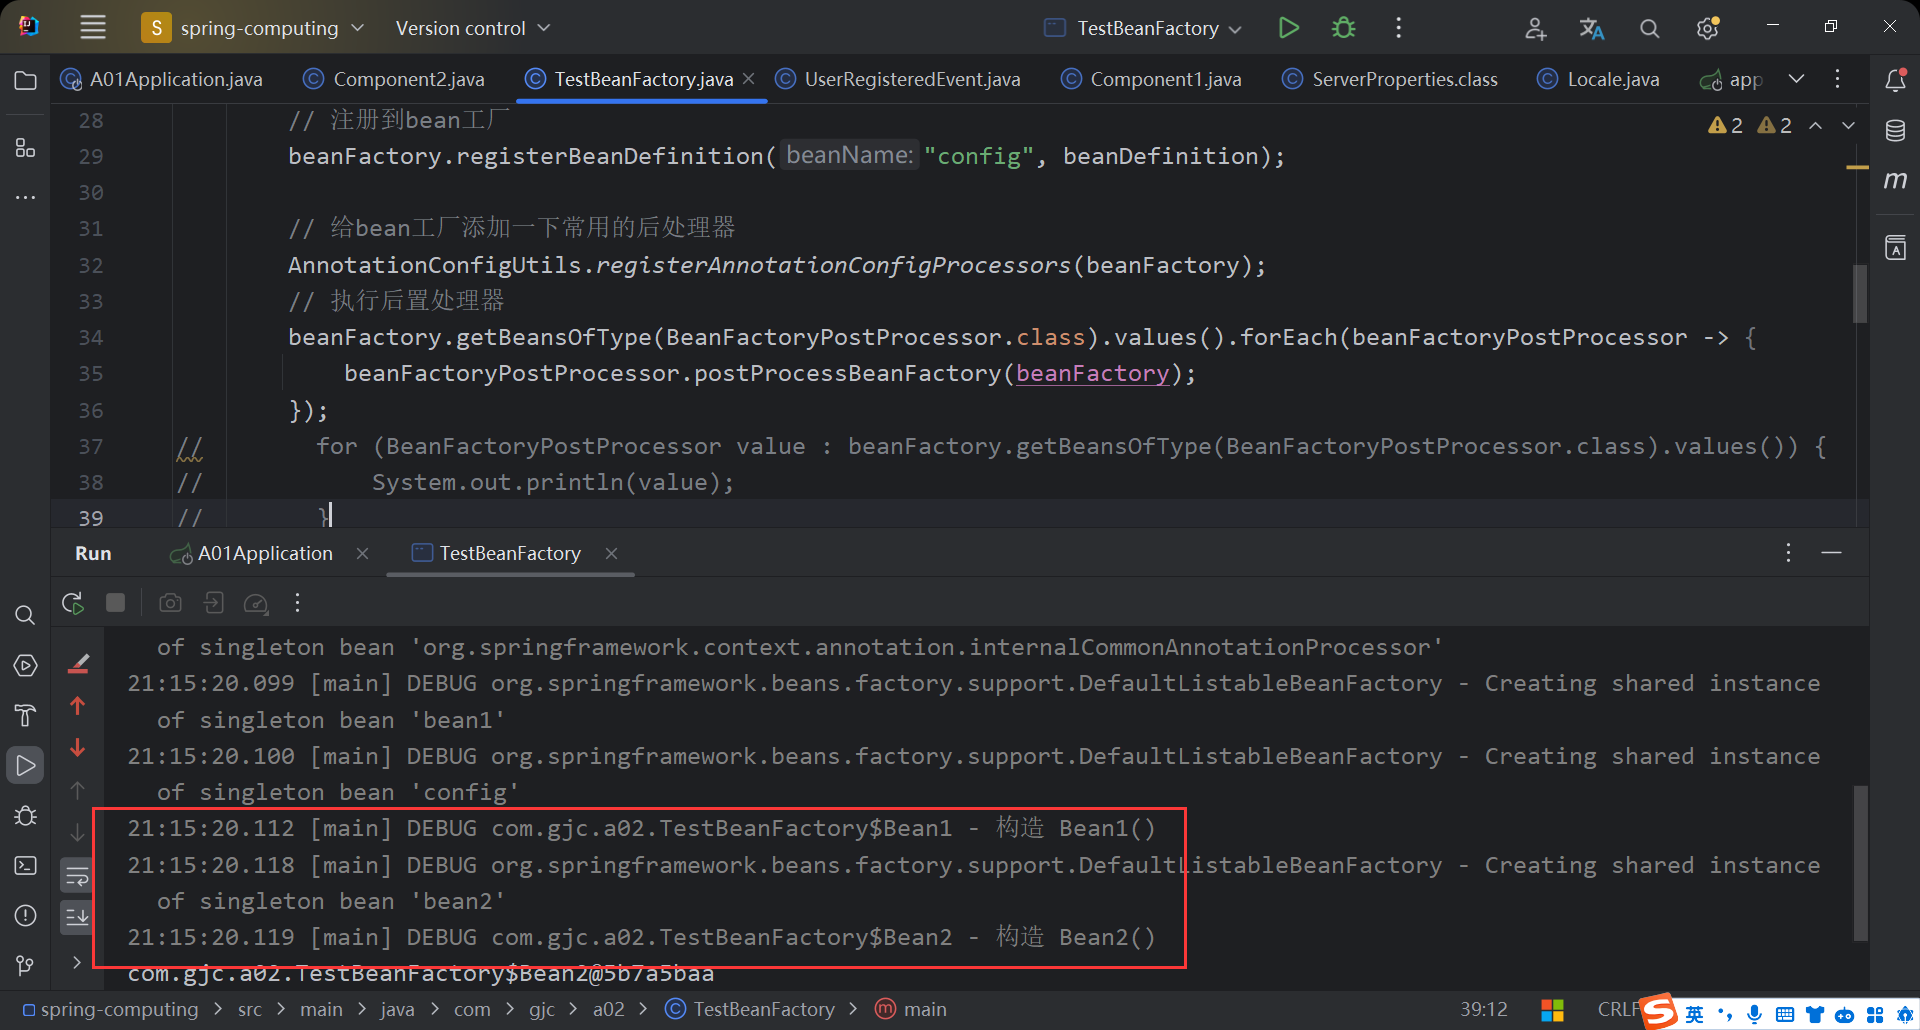 S spring-computing Version control TestBeanFactory
A01Application.java Component2.java TestBeanFactory.java UserRegisteredEvent.java Component1.java ServerProperties.class Locale.java app
28 // 注册到bean工厂
2 2
29 beanFactory.registerBeanDefinition( beanName: "config", beanDefinition);
30
31 // 给bean工厂添加一下常用的后处理器
32 AnnotationConfigUtils.registerAnnotationConfigProcessors(beanFactory);
33 // 执行后置处理器
34 beanFactory.getBeansOfType(BeanFactoryPostProcessor.class).values().forEach(beanFactoryPostProcessor -> {
35 beanFactoryPostProcessor.postProcessBeanFactory(beanFactory);
36 });
37 // for (BeanFactoryPostProcessor value : beanFactory.getBeansOfType(BeanFactoryPostProcessor.class).values()) {
38 // System.out.println(value);
39 // }
Run A01Application TestBeanFactory
of singleton bean 'org.springframework.context.annotation.internalCommonAnnotationProcessor'
21:15:20.099 [main] DEBUG org.springframework.beans.factory.support.DefaultListableBeanFactory - Creating shared instance
of singleton bean 'bean1'
21:15:20.100 [main] DEBUG org.springframework.beans.factory.support.DefaultListableBeanFactory - Creating shared instance
of singleton bean 'config'
21:15:20.112 [main] DEBUG com.gjc.a02.TestBeanFactory$Bean1 - 构造 Bean1()
21:15:20.118 [main] DEBUG org.springframework.beans.factory.support.DefaultListableBeanFactory - Creating shared instance
of singleton bean 'bean2'
21:15:20.119 [main] DEBUG com.gjc.a02.TestBeanFactory$Bean2 - 构造 Bean2()
com.gjc.a02.TestBeanFactory$Bean2@5b7a5baa
spring-computing > src > main > java > com > gjc > a02 > TestBeanFactory > m main
39:12 CRLF 英